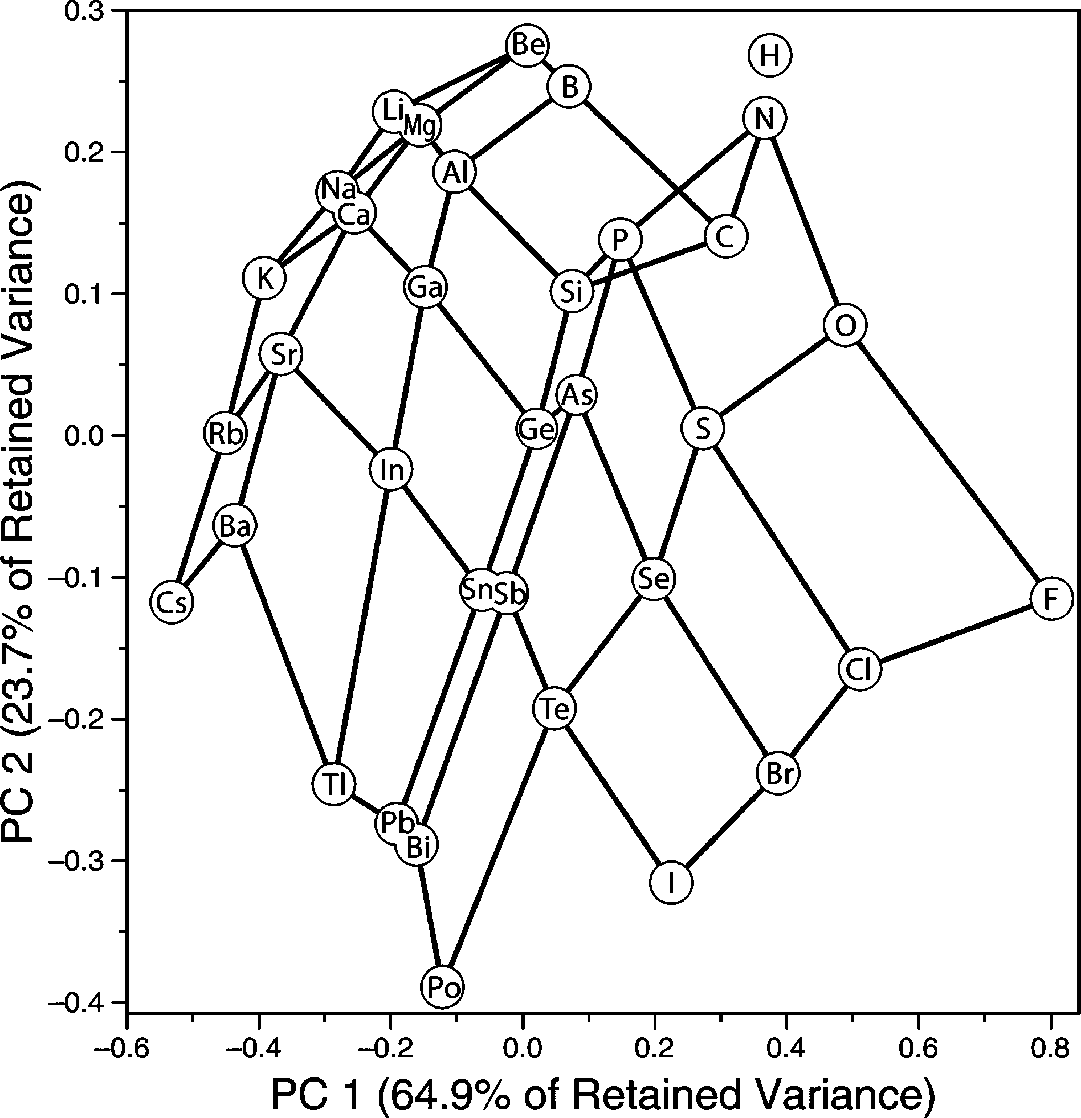 0.3
Be
H
Li
B
Mg
N
0.2
Al
Na
Ca
P
C
K
Ga
Si
0.1
O
Sr
As
Rb
Ge
S
0.0
In
Ba
Sn
Sb
Se
−0.1
Cs
F
Cl
Te
−0.2
Tl
Br
Pb
Bi
−0.3
I
Po
−0.4
−0.6 −0.4 −0.2 0.0 0.2 0.4 0.6 0.8
PC 1 (64.9% of Retained Variance)
PC 2 (23.7% of Retained Variance)